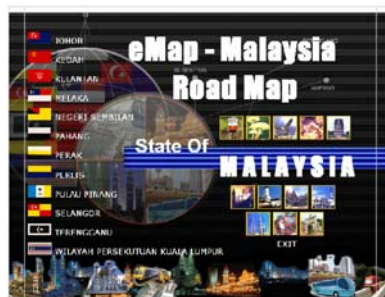 JOHOR
KEDAH
KELANTAN
MELAKA
NEGERI SEMBILAN
PAHANG
PERAK
PERLIS
PULAU PINANG
SELANGOR
TERENGGANU
WILAYAH PERSEKUTUAN KUALA LUMPUR
eMap - Malaysia
Road Map
State Of
MALAYSIA
EXIT